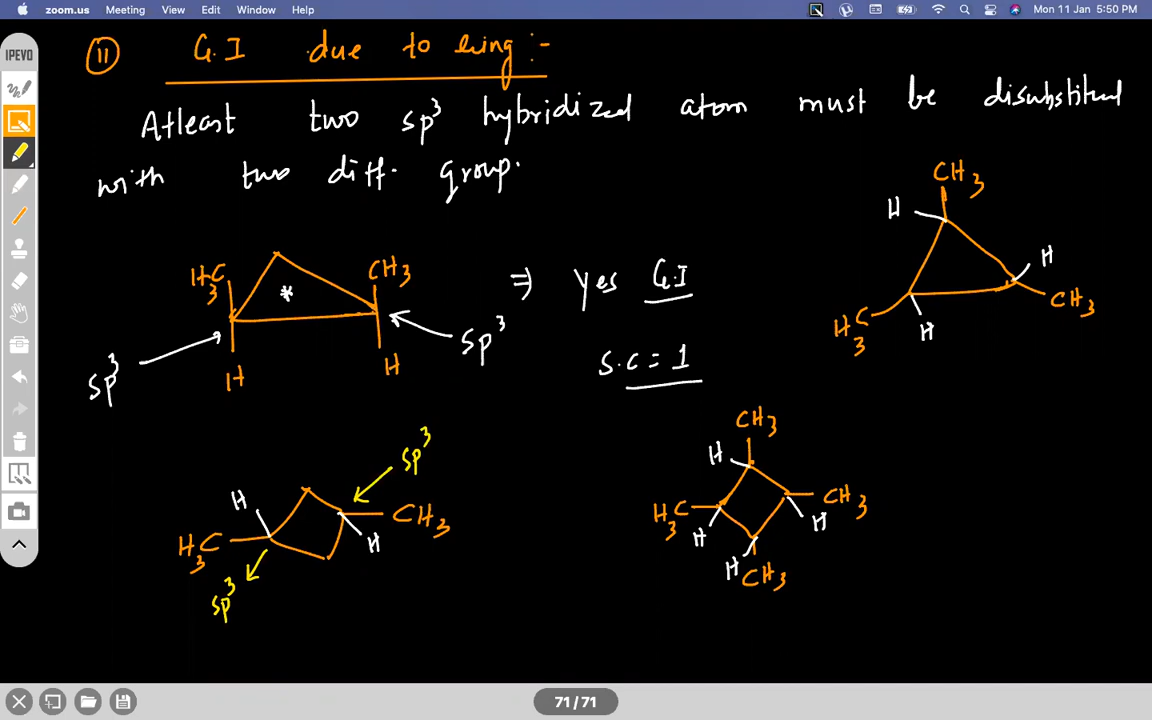 zoom.us Meeting View Edit Window Help Mon 11 Jan 5:50 PM
IPEVO
(11) G.I due to ring :-
Atleast two sp³ hybridized atom must be disubstituted
with two diff. group.
CH3
H
H
CH3
H3C
H
H3C
CH3
*
sp³
sp³
H
H
⇒ yes G.I
S.C = 1
sp³
H
CH3
H3C
H
sp³
CH3
H
CH3
H3C
H
H
H
CH3
71 / 71